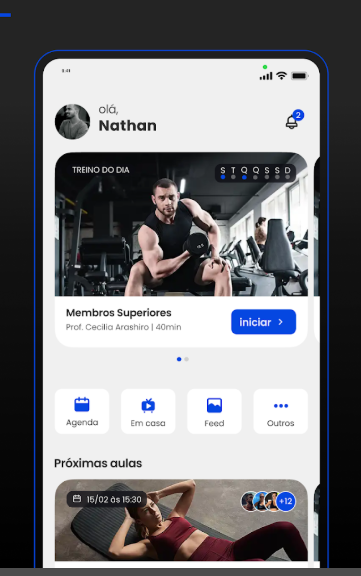 9:41
olá,
Nathan
2
TREINO DO DIA
S T Q Q S S D
Membros Superiores
Prof. Cecilia Arashiro | 40min
iniciar
Agenda
Em casa
Feed
Outros
Próximas aulas
15/02 às 15:30
+12